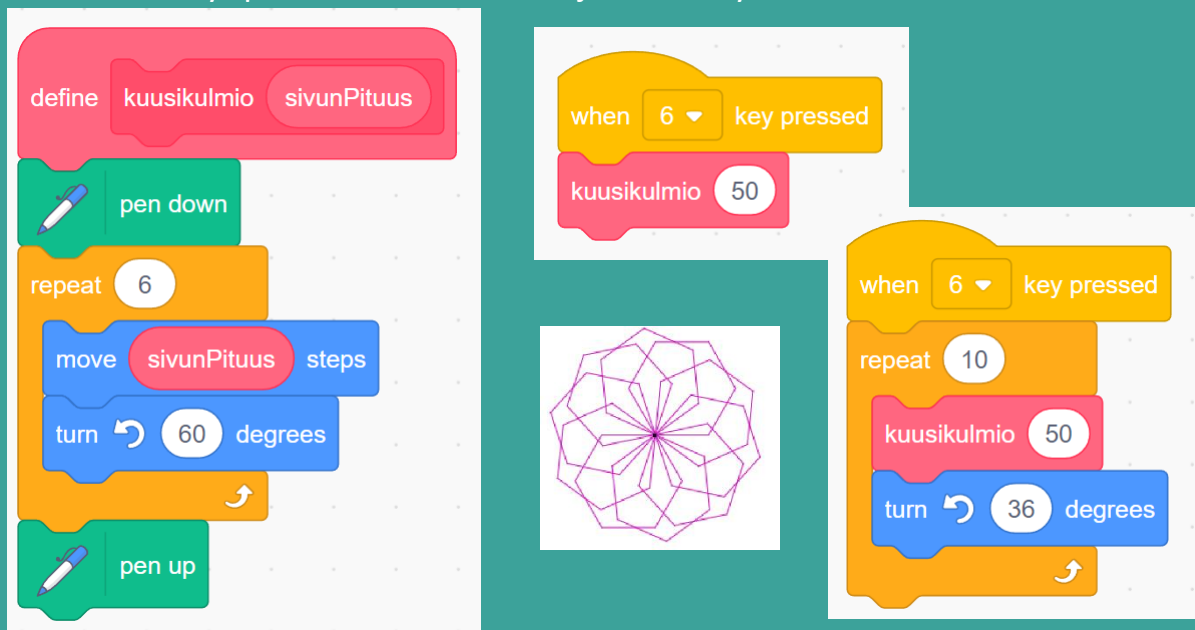 define kuusikulmio sivunPituus
pen down
repeat 6
move sivunPituus steps
turn 60 degrees
pen up
when 6 key pressed
kuusikulmio 50
when 6 key pressed
repeat 10
kuusikulmio 50
turn 36 degrees